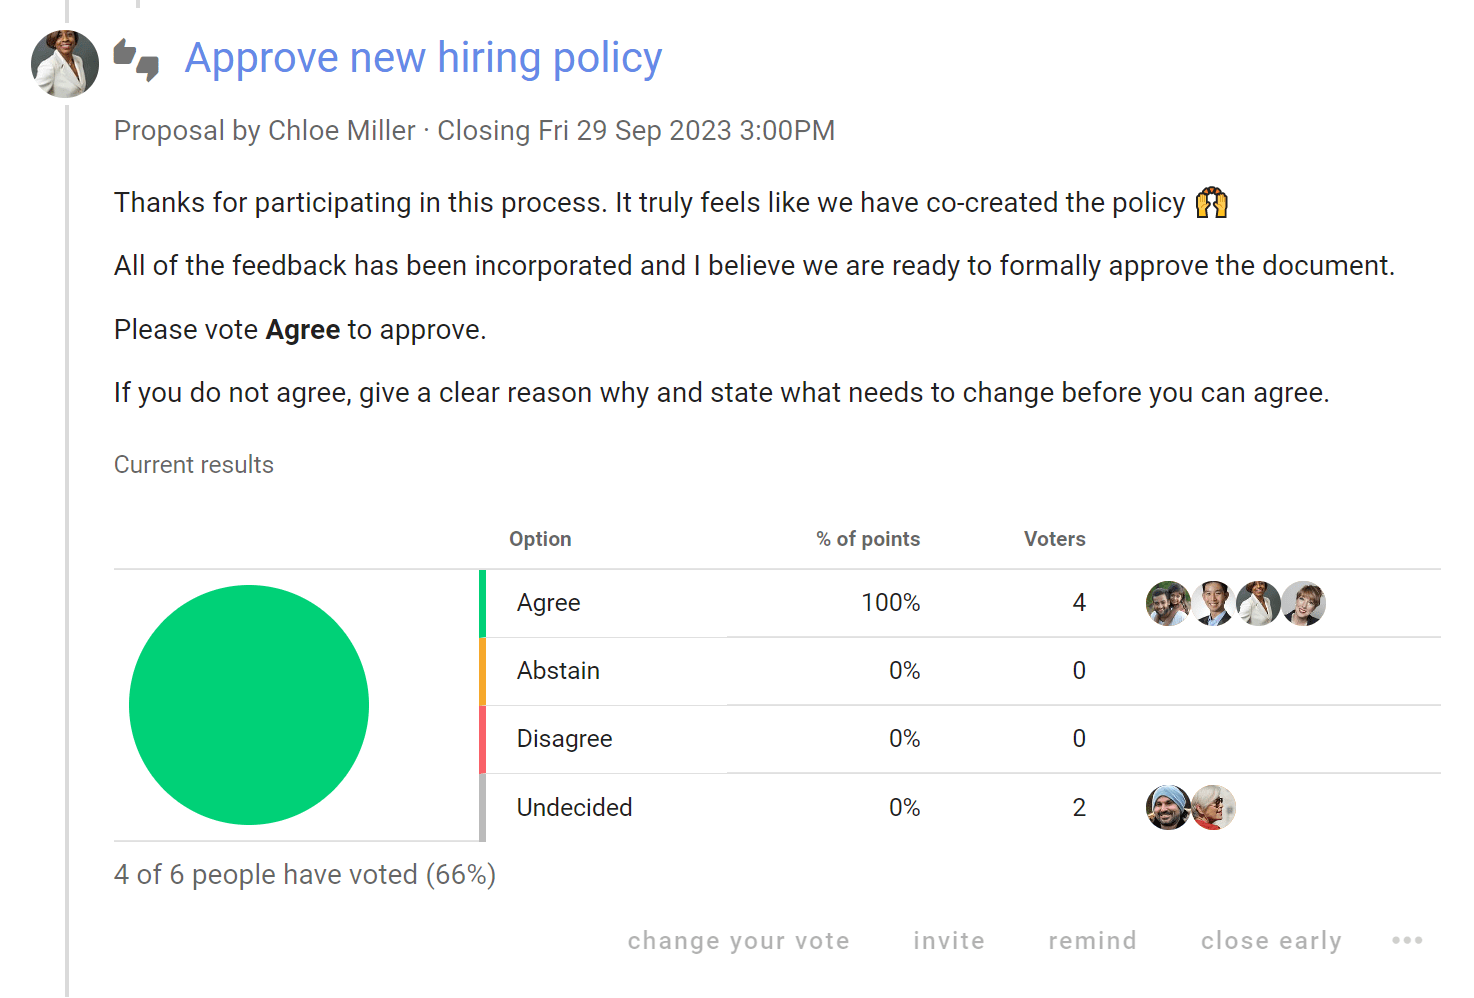 Approve new hiring policy
Proposal by Chloe Miller · Closing Fri 29 Sep 2023 3:00PM
Thanks for participating in this process. It truly feels like we have co-created the policy 🙌
All of the feedback has been incorporated and I believe we are ready to formally approve the document.
Please vote Agree to approve.
If you do not agree, give a clear reason why and state what needs to change before you can agree.
Current results
Option % of points Voters
Agree 100% 4
Abstain 0% 0
Disagree 0% 0
Undecided 0% 2
4 of 6 people have voted (66%)
change your vote invite remind close early